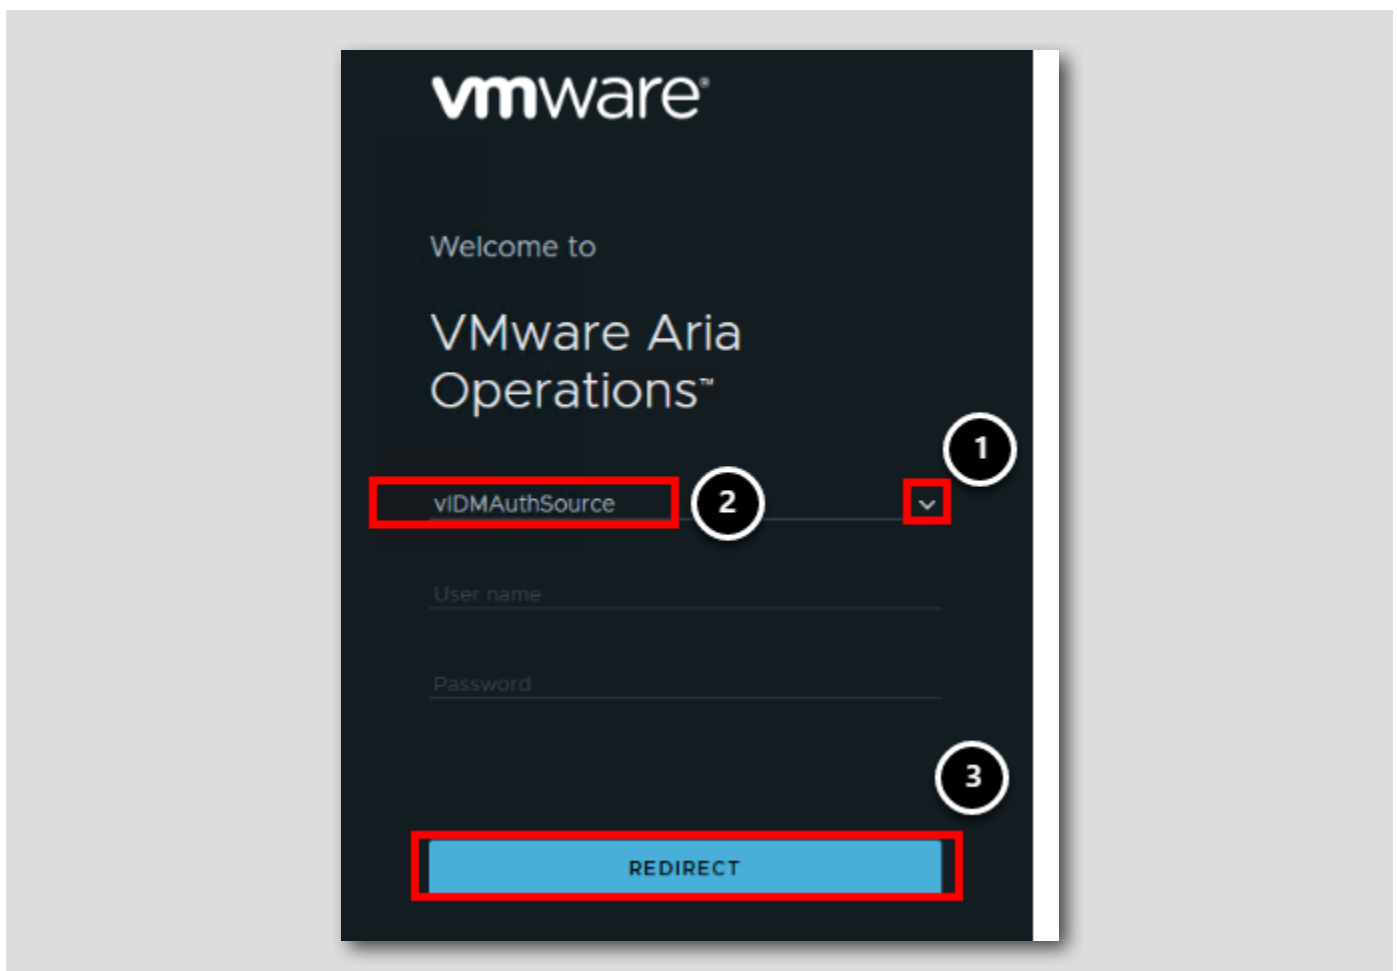 vmware®
Welcome to
VMware Aria
Operations™
1
vIDMAuthSource
2
User name
Password
3
REDIRECT